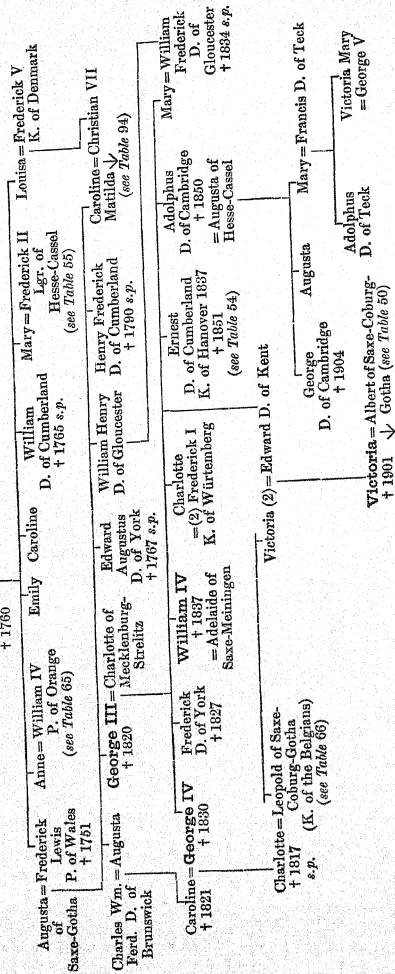 † 1760
Augusta = Frederick
of Lewis
Saxe-Gotha P. of Wales
† 1751
Anne = William IV
P. of Orange
(see Table 65)
Emily
Caroline
William
D. of Cumberland
† 1765 s.p.
Mary = Frederick II
Lgr. of
Hesse-Cassel
(see Table 55)
Louisa = Frederick V
K. of Denmark
Charles Wm. = Augusta
Ferd. D. of
Brunswick
George III = Charlotte of
† 1820 Mecklenburg-
Strelitz
Edward
Augustus
D. of York
† 1767 s.p.
William Henry
D. of Gloucester
Henry Frederick
D. of Cumberland
† 1790 s.p.
Caroline = Christian VII
Matilda ↓
(see Table 94)
Caroline = George IV
† 1821 † 1830
Frederick
D. of York
† 1827
William IV
† 1837
= Adelaide of
Saxe-Meiningen
Charlotte
= (2) Frederick I
K. of Würtemberg
Ernest
D. of Cumberland
K. of Hanover 1837
† 1851
(see Table 54)
Adolphus
D. of Cambridge
† 1850
= Augusta of
Hesse-Cassel
Mary = William
Frederick
D. of
Gloucester
† 1834 s.p.
Charlotte = Leopold of Saxe-
† 1817 Coburg-Gotha
s.p. (K. of the Belgians)
(see Table 66)
Victoria (2) = Edward D. of Kent
George
D. of Cambridge
† 1904
Augusta
Mary = Francis D. of Teck
Victoria = Albert of Saxe-Coburg-
† 1901 ↓ Gotha (see Table 50)
Adolphus
D. of Teck
Victoria Mary
= George V